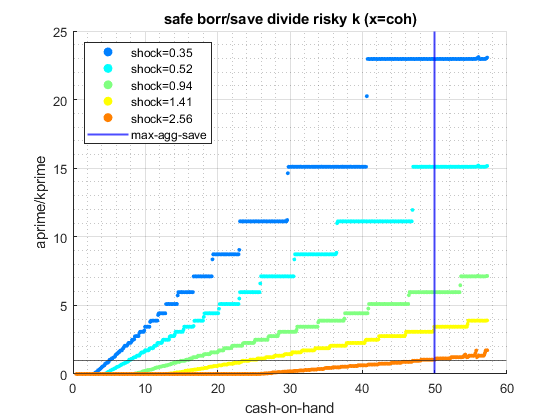 safe borr/save divide risky k (x=coh)
25
20
15
10
5
0
aprime/kprime
shock=0.35
shock=0.52
shock=0.94
shock=1.41
shock=2.56
max-agg-save
0 10 20 30 40 50 60
cash-on-hand